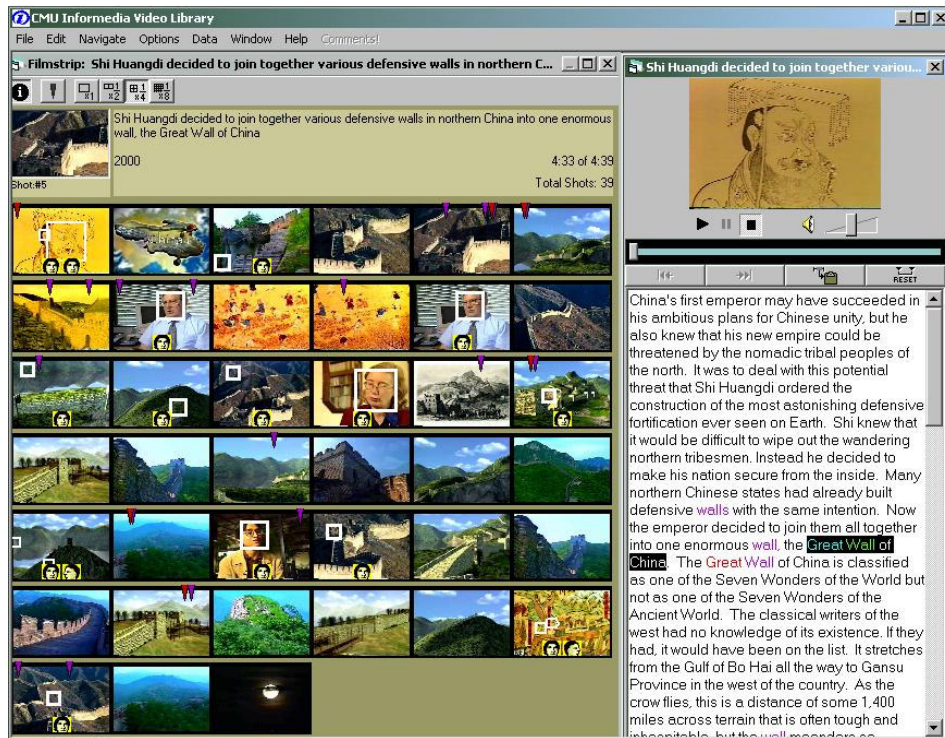 CMU Informedia Video Library
File Edit Navigate Options Data Window Help Comments!
Filmstrip: Shi Huangdi decided to join together various defensive walls in northern C...
x1 x2 x4 x8
Shi Huangdi decided to join together various defensive walls in northern China into one enormous
wall, the Great Wall of China
2000
4:33 of 4:39
Shot:#5
Total Shots: 39
Shi Huangdi decided to join together variou...
RESET
China's first emperor may have succeeded in
his ambitious plans for Chinese unity, but he
also knew that his new empire could be
threatened by the nomadic tribal peoples of
the north. It was to deal with this potential
threat that Shi Huangdi ordered the
construction of the most astonishing defensive
fortification ever seen on Earth. Shi knew that
it would be difficult to wipe out the wandering
northern tribesmen. Instead he decided to
make his nation secure from the inside. Many
northern Chinese states had already built
defensive walls with the same intention. Now
the emperor decided to join them all together
into one enormous wall, the Great Wall of
China. The Great Wall of China is classified
as one of the Seven Wonders of the World but
not as one of the Seven Wonders of the
Ancient World. The classical writers of the
west had no knowledge of its existence. If they
had, it would have been on the list. It stretches
from the Gulf of Bo Hai all the way to Gansu
Province in the west of the country. As the
crow flies, this is a distance of some 1,400
miles across terrain that is often tough and